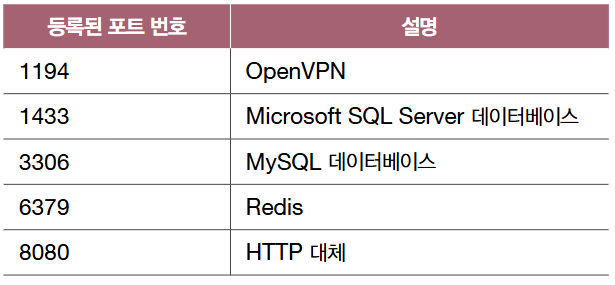 등록된 포트 번호 설명
1194 OpenVPN
1433 Microsoft SQL Server 데이터베이스
3306 MySQL 데이터베이스
6379 Redis
8080 HTTP 대체